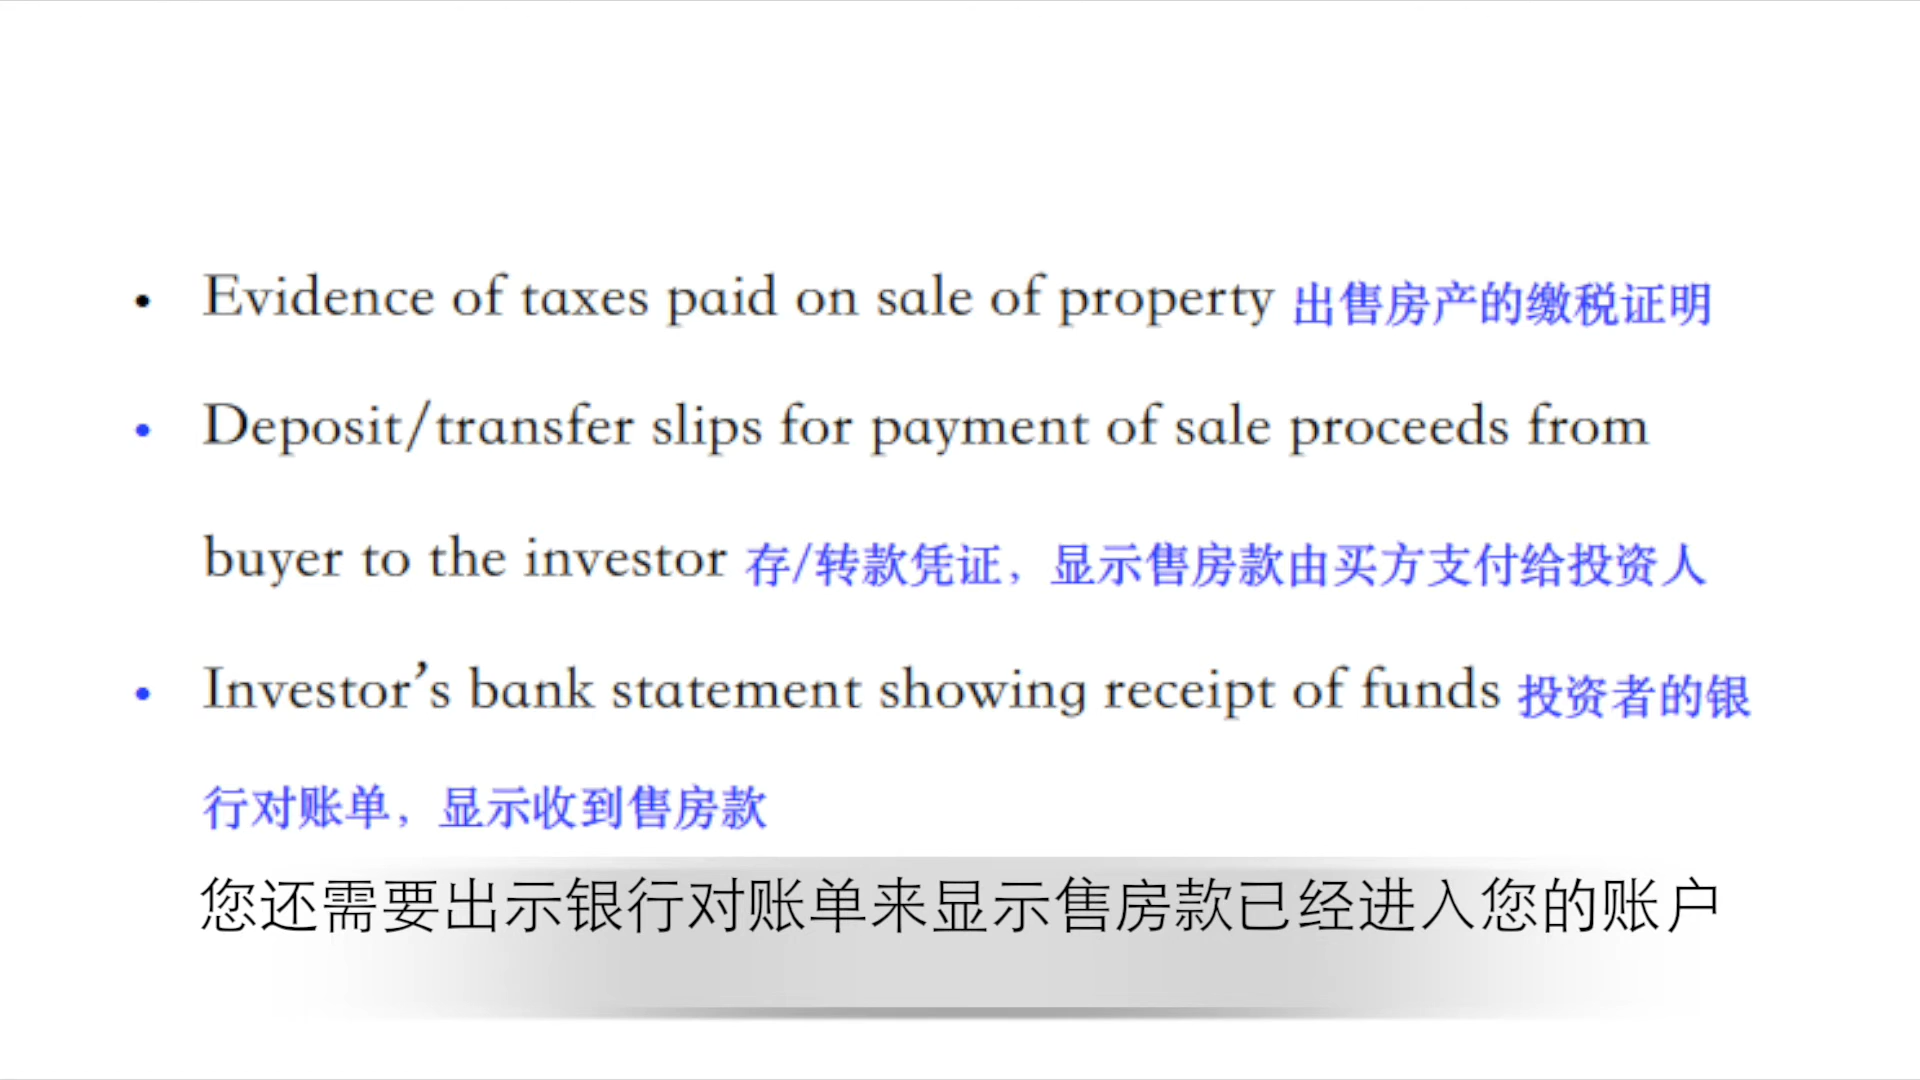 • Evidence of taxes paid on sale of property 出售房产的缴税证明
• Deposit/transfer slips for payment of sale proceeds from
buyer to the investor 存/转款凭证，显示售房款由买方支付给投资人
• Investor’s bank statement showing receipt of funds 投资者的银
行对账单，显示收到售房款
您还需要出示银行对账单来显示售房款已经进入您的账户